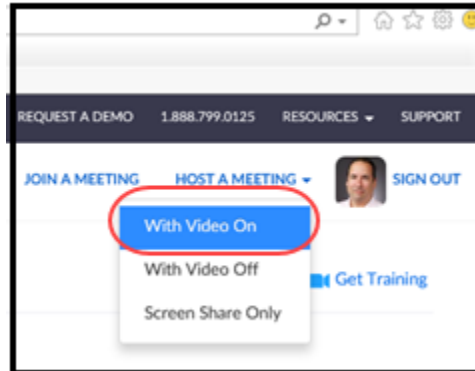 REQUEST A DEMO 1.888.799.0125 RESOURCES SUPPORT
JOIN A MEETING HOST A MEETING SIGN OUT
With Video On
With Video Off
Get Training
Screen Share Only